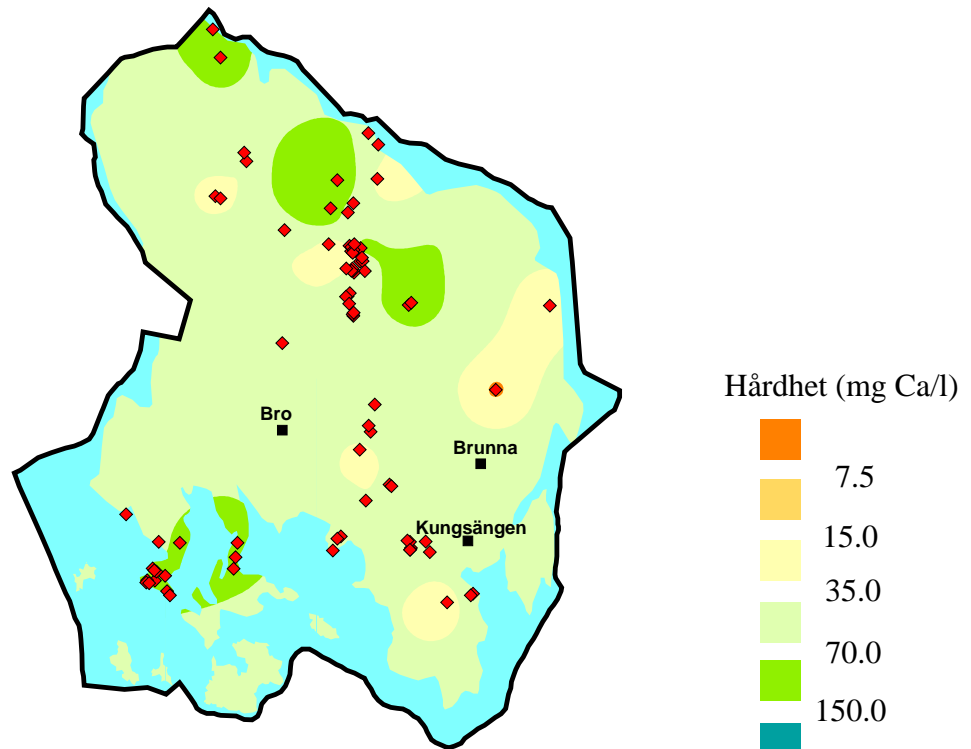 Hårdhet (mg Ca/l)
Bro
Brunna
7.5
Kungsängen
15.0
35.0
70.0
150.0